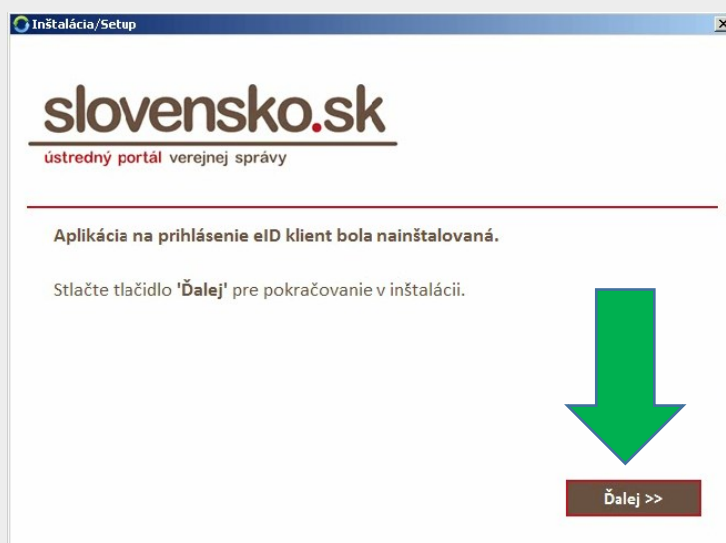 Inštalácia/Setup
slovensko.sk
ústredný portál verejnej správy
Aplikácia na prihlásenie eID klient bola nainštalovaná.
Stlačte tlačidlo 'Ďalej' pre pokračovanie v inštalácii.
Ďalej >>